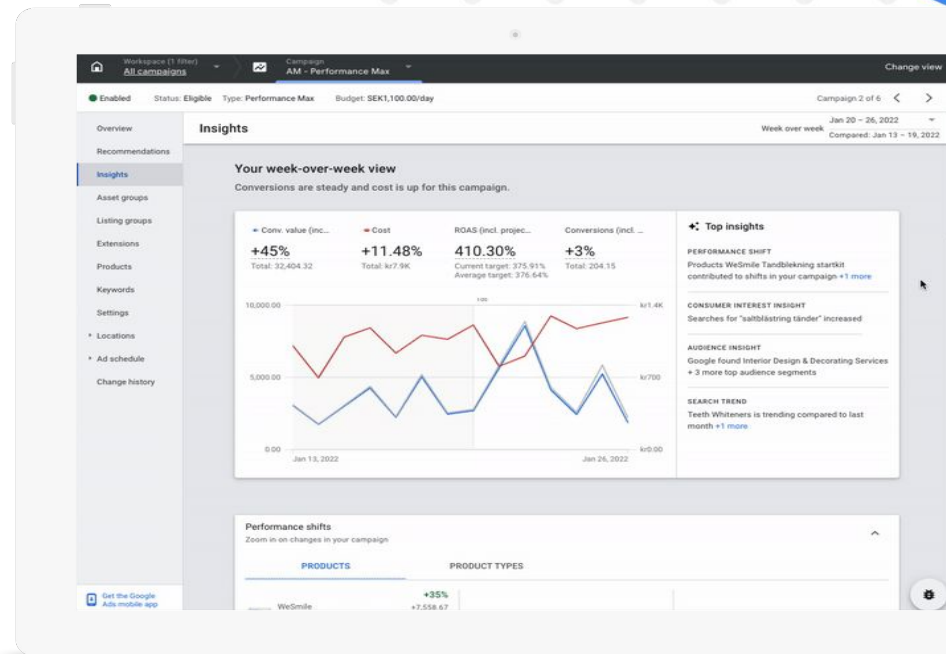 Workspace (1 filter)
All campaigns
Campaign
AM - Performance Max
Change view
Enabled Status: Eligible Type: Performance Max Budget: SEK1,100.00/day
Campaign 2 of 6
Overview
Recommendations
Insights
Asset groups
Listing groups
Extensions
Products
Keywords
Settings
Locations
Ad schedule
Change history
Get the Google
Ads mobile app
Insights
Week over week
Jan 20 – 26, 2022
Compared: Jan 13 – 19, 2022
Your week-over-week view
Conversions are steady and cost is up for this campaign.
Conv. value (inc...
+45%
Total: 32,404.32
Cost
+11.48%
Total: kr7.9K
ROAS (incl. projec...
410.30%
Current target: 375.91%
Average target: 376.64%
Conversions (incl. ...
+3%
Total: 204.15
10,000.00
5,000.00
0.00
kr1.4K
kr700
kr0.00
Jan 13, 2022
Jan 26, 2022
Top insights
PERFORMANCE SHIFT
Products WeSmile Tandblekning startkit
contributed to shifts in your campaign +1 more
CONSUMER INTEREST INSIGHT
Searches for "saltblästring tänder" increased
AUDIENCE INSIGHT
Google found Interior Design & Decorating Services
+ 3 more top audience segments
SEARCH TREND
Teeth Whiteners is trending compared to last
month +1 more
Performance shifts
Zoom in on changes in your campaign
PRODUCTS
PRODUCT TYPES
WeSmile
+35%
+7,558.67